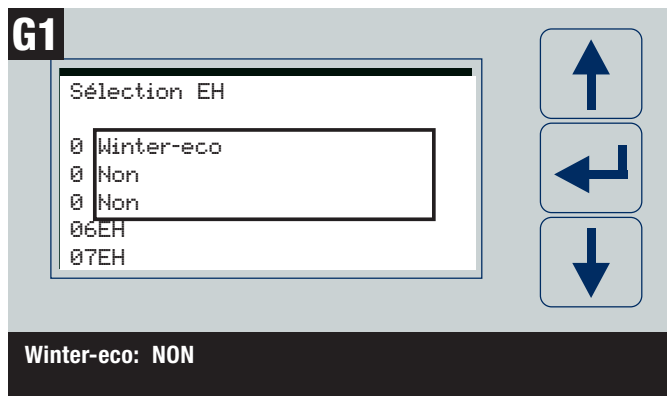 G1
Sélection EH
0 Winter-eco
0 Non
0 Non
06EH
07EH
Winter-eco: NON